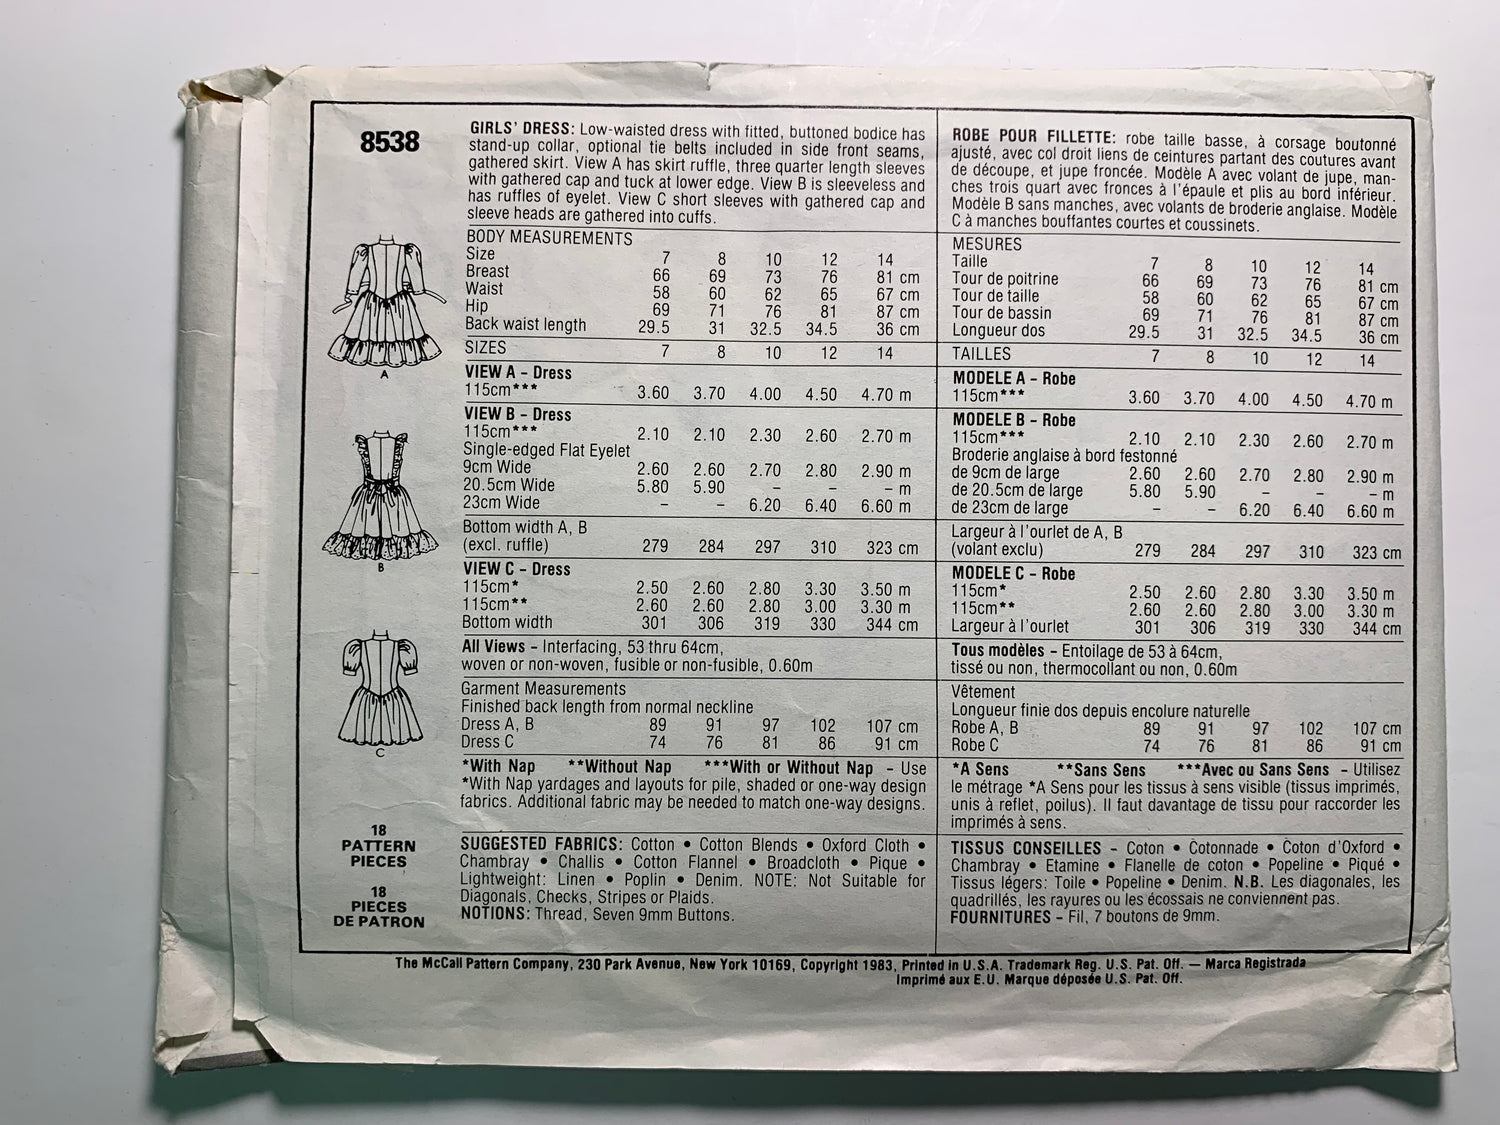 8538
GIRLS' DRESS: Low-waisted dress with fitted, buttoned bodice has
stand-up collar, optional tie belts included in side front seams,
gathered skirt. View A has skirt ruffle, three quarter length sleeves
with gathered cap and tuck at lower edge. View B is sleeveless and
has ruffles of eyelet. View C short sleeves with gathered cap and
sleeve heads are gathered into cuffs.
BODY MEASUREMENTS
Size 7 8 10 12 14
Breast 66 69 73 76 81 cm
Waist 58 60 62 65 67 cm
Hip 69 71 76 81 87 cm
Back waist length 29.5 31 32.5 34.5 36 cm
SIZES 7 8 10 12 14
VIEW A – Dress
115cm*** 3.60 3.70 4.00 4.50 4.70 m
VIEW B – Dress
115cm*** 2.10 2.10 2.30 2.60 2.70 m
Single-edged Flat Eyelet
9cm Wide 2.60 2.60 2.70 2.80 2.90 m
20.5cm Wide 5.80 5.90 – – – m
23cm Wide – – 6.20 6.40 6.60 m
Bottom width A, B
(excl. ruffle) 279 284 297 310 323 cm
VIEW C – Dress
115cm* 2.50 2.60 2.80 3.30 3.50 m
115cm** 2.60 2.60 2.80 3.00 3.30 m
Bottom width 301 306 319 330 344 cm
All Views – Interfacing, 53 thru 64cm,
woven or non-woven, fusible or non-fusible, 0.60m
Garment Measurements
Finished back length from normal neckline
Dress A, B 89 91 97 102 107 cm
Dress C 74 76 81 86 91 cm
*With Nap **Without Nap ***With or Without Nap – Use
*With Nap yardages and layouts for pile, shaded or one-way design
fabrics. Additional fabric may be needed to match one-way designs.
SUGGESTED FABRICS: Cotton • Cotton Blends • Oxford Cloth •
Chambray • Challis • Cotton Flannel • Broadcloth • Pique •
Lightweight: Linen • Poplin • Denim. NOTE: Not Suitable for
Diagonals, Checks, Stripes or Plaids.
NOTIONS: Thread, Seven 9mm Buttons.
ROBE POUR FILLETTE: robe taille basse, à corsage boutonné
ajusté, avec col droit liens de ceintures partant des coutures avant
de découpe, et jupe froncée. Modèle A avec volant de jupe, man-
ches trois quart avec fronces à l'épaule et plis au bord inférieur.
Modèle B sans manches, avec volants de broderie anglaise. Modèle
C à manches bouffantes courtes et coussinets.
MESURES
Taille 7 8 10 12 14
Tour de poitrine 66 69 73 76 81 cm
Tour de taille 58 60 62 65 67 cm
Tour de bassin 69 71 76 81 87 cm
Longueur dos 29.5 31 32.5 34.5 36 cm
TAILLES 7 8 10 12 14
MODELE A – Robe
115cm*** 3.60 3.70 4.00 4.50 4.70 m
MODELE B – Robe
115cm*** 2.10 2.10 2.30 2.60 2.70 m
Broderie anglaise à bord festonné
de 9cm de large 2.60 2.60 2.70 2.80 2.90 m
de 20.5cm de large 5.80 5.90 – – – m
de 23cm de large – – 6.20 6.40 6.60 m
Largeur à l'ourlet de A, B
(volant exclu) 279 284 297 310 323 cm
MODELE C – Robe
115cm* 2.50 2.60 2.80 3.30 3.50 m
115cm** 2.60 2.60 2.80 3.00 3.30 m
Largeur à l'ourlet 301 306 319 330 344 cm
Tous modèles – Entoilage de 53 à 64cm,
tissé ou non, thermocollant ou non, 0.60m
Vêtement
Longueur finie dos depuis encolure naturelle
Robe A, B 89 91 97 102 107 cm
Robe C 74 76 81 86 91 cm
*A Sens **Sans Sens ***Avec ou Sans Sens – Utilisez
le métrage *A Sens pour les tissus à sens visible (tissus imprimés,
unis à reflet, poilus). Il faut davantage de tissu pour raccorder les
imprimés à sens.
TISSUS CONSEILLES – Coton • Cotonnade • Coton d'Oxford •
Chambray • Etamine • Flanelle de coton • Popeline • Piqué •
Tissus légers: Toile • Popeline • Denim. N.B. Les diagonales, les
quadrillés, les rayures ou les écossais ne conviennent pas.
FOURNITURES – Fil, 7 boutons de 9mm.
A
B
C
18
PATTERN
PIECES
18
PIECES
DE PATRON
The McCall Pattern Company, 230 Park Avenue, New York 10169, Copyright 1983, Printed in U.S.A. Trademark Reg. U.S. Pat. Off. — Marca Registrada
Imprimé aux E.U. Marque déposée U.S. Pat. Off.